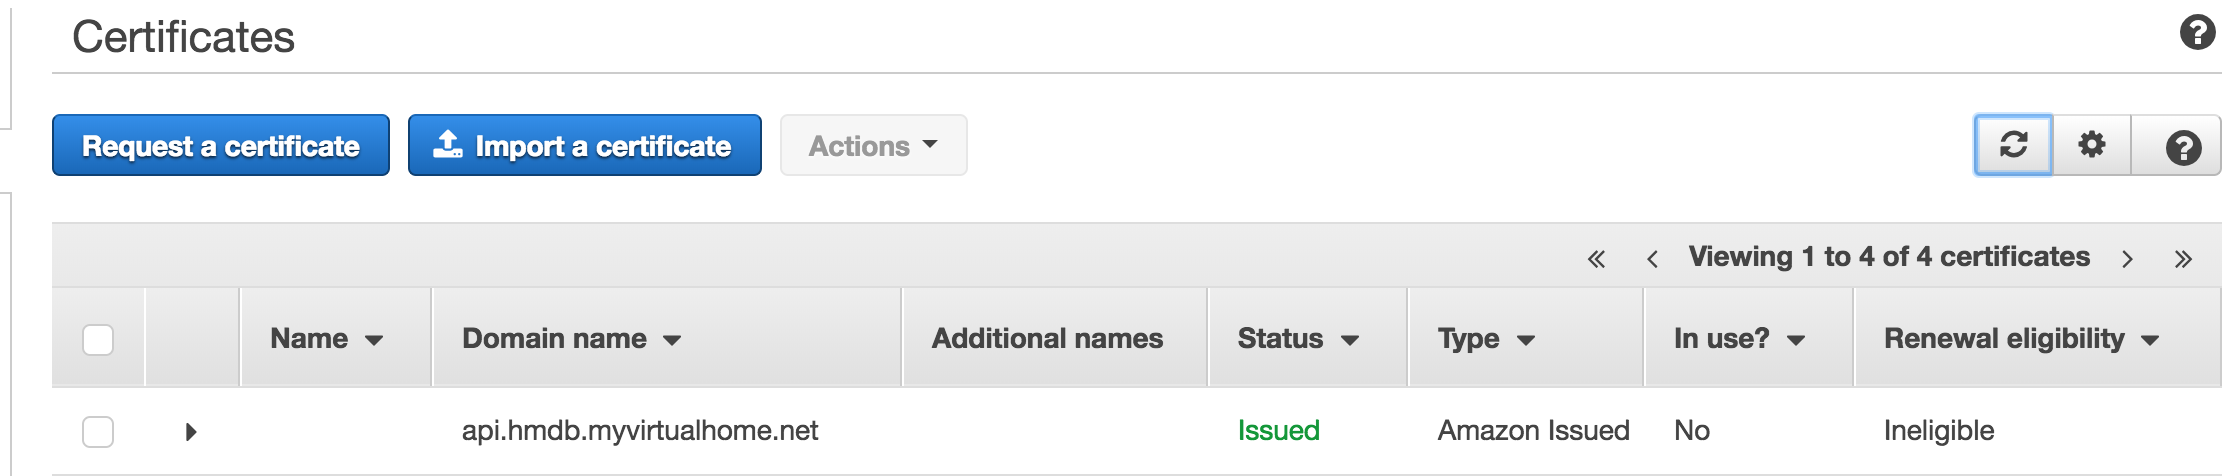 Certificates
Request a certificate Import a certificate Actions
« ‹ Viewing 1 to 4 of 4 certificates › »
Name Domain name Additional names Status Type In use? Renewal eligibility
api.hmdb.myvirtualhome.net Issued Amazon Issued No Ineligible